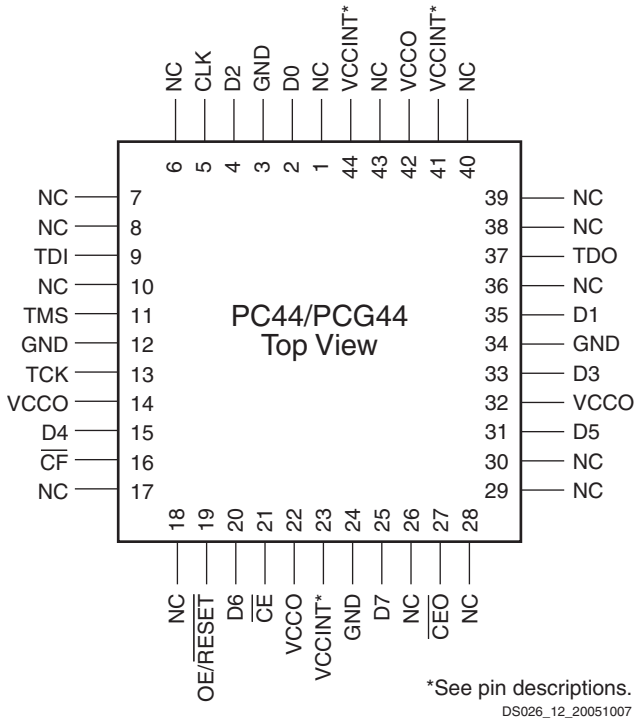 NC CLK D2 GND D0 NC VCCINT* NC VCCO VCCINT* NC
6 5 4 3 2 1 44 43 42 41 40
NC 7 39 NC
NC 8 38 NC
TDI 9 37 TDO
NC 10 36 NC
TMS 11 35 D1
GND 12 34 GND
TCK 13 33 D3
VCCO 14 32 VCCO
D4 15 31 D5
CF 16 30 NC
NC 17 29 NC
PC44/PCG44
Top View
18 19 20 21 22 23 24 25 26 27 28
NC OE/RESET D6 CE VCCO VCCINT* GND D7 NC CEO NC
*See pin descriptions.
DS026_12_20051007